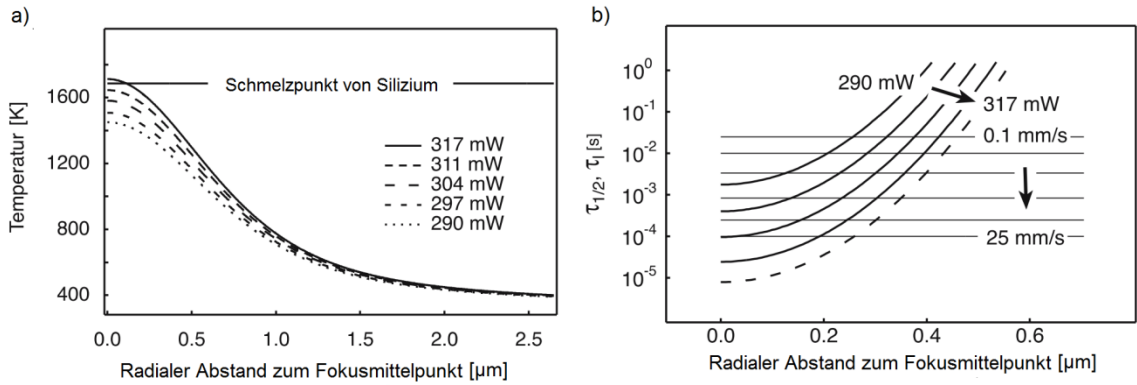 a)
Temperatur [K]
1600
1200
800
400
Schmelzpunkt von Silizium
317 mW
311 mW
304 mW
297 mW
290 mW
0.0 0.5 1.0 1.5 2.0 2.5
Radialer Abstand zum Fokusmittelpunkt [µm]
b)
τ1/2, τl [s]
10^0
10^-1
10^-2
10^-3
10^-4
10^-5
290 mW
317 mW
0.1 mm/s
25 mm/s
0.0 0.2 0.4 0.6
Radialer Abstand zum Fokusmittelpunkt [µm]